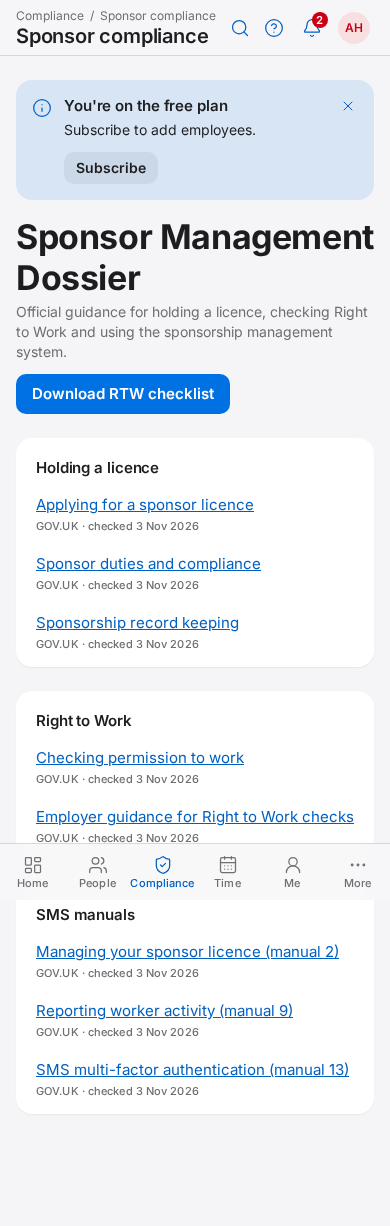 Compliance / Sponsor compliance
Sponsor compliance
2
AH
You're on the free plan
Subscribe to add employees.
Subscribe
Sponsor Management
Dossier
Official guidance for holding a licence, checking Right
to Work and using the sponsorship management
system.
Download RTW checklist
Holding a licence
Applying for a sponsor licence
GOV.UK · checked 3 Nov 2026
Sponsor duties and compliance
GOV.UK · checked 3 Nov 2026
Sponsorship record keeping
GOV.UK · checked 3 Nov 2026
Right to Work
Checking permission to work
GOV.UK · checked 3 Nov 2026
Employer guidance for Right to Work checks
GOV.UK · checked 3 Nov 2026
Home People Compliance Time Me More
SMS manuals
Managing your sponsor licence (manual 2)
GOV.UK · checked 3 Nov 2026
Reporting worker activity (manual 9)
GOV.UK · checked 3 Nov 2026
SMS multi-factor authentication (manual 13)
GOV.UK · checked 3 Nov 2026